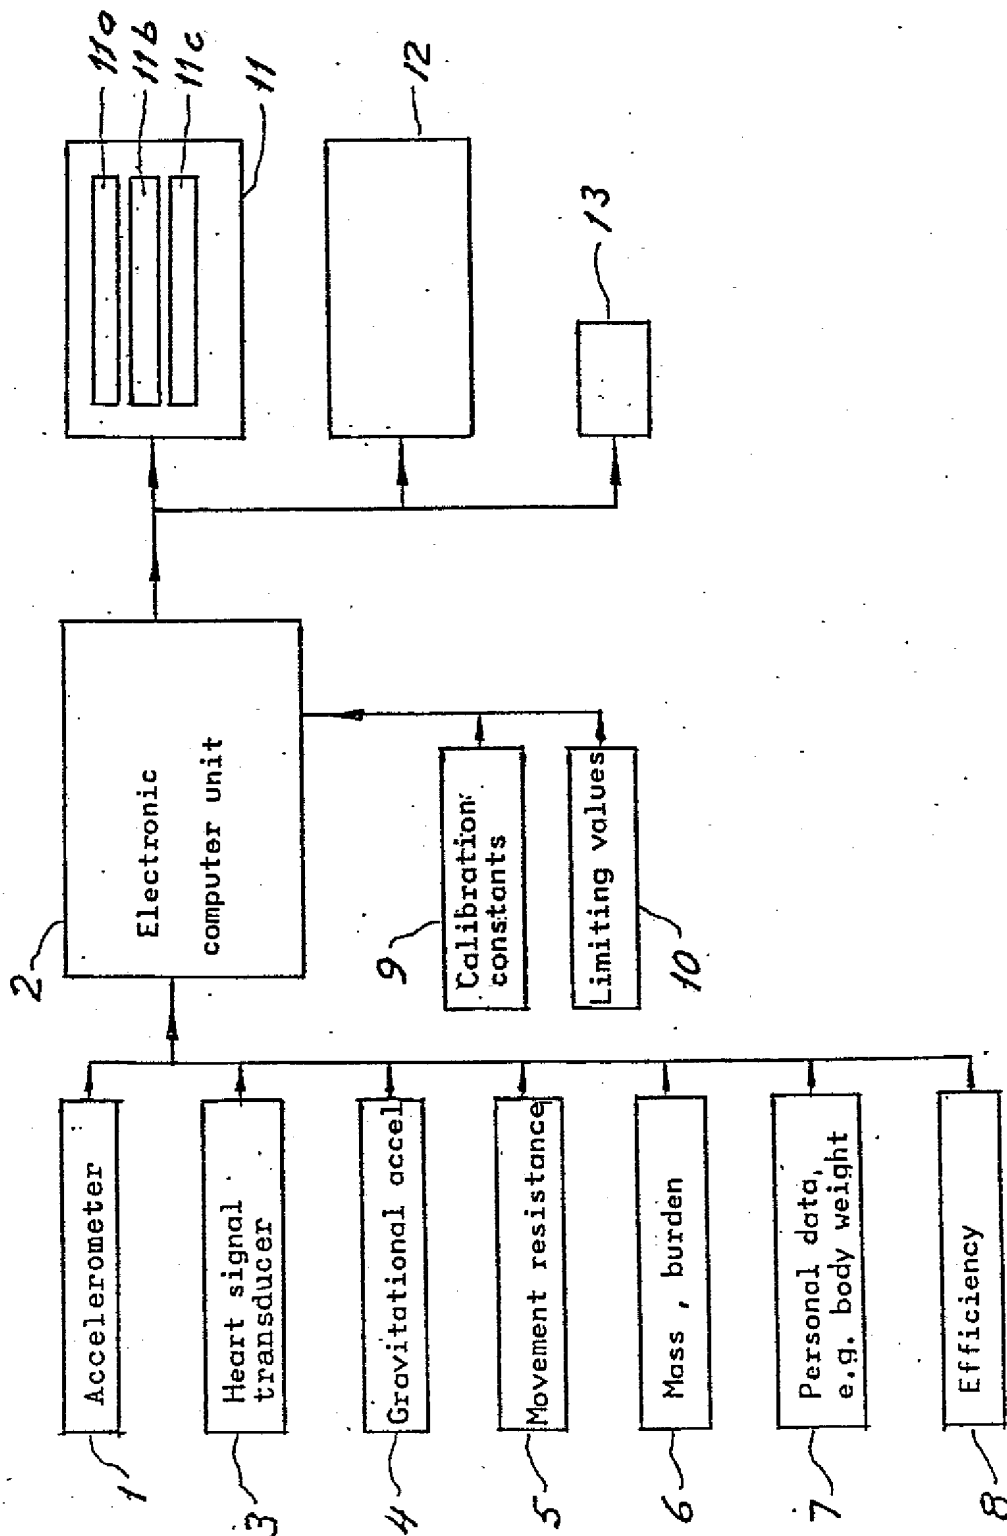 1
Accelerometer
3
Heart signal
transducer
4
Gravitational accel
5
Movement resistance
6
Mass , burden
7
Personal data,
e.g. body weight
8
Efficiency
2
Electronic
computer unit
9
Calibration
constants
10
Limiting values
11a
11b
11c
11
12
13